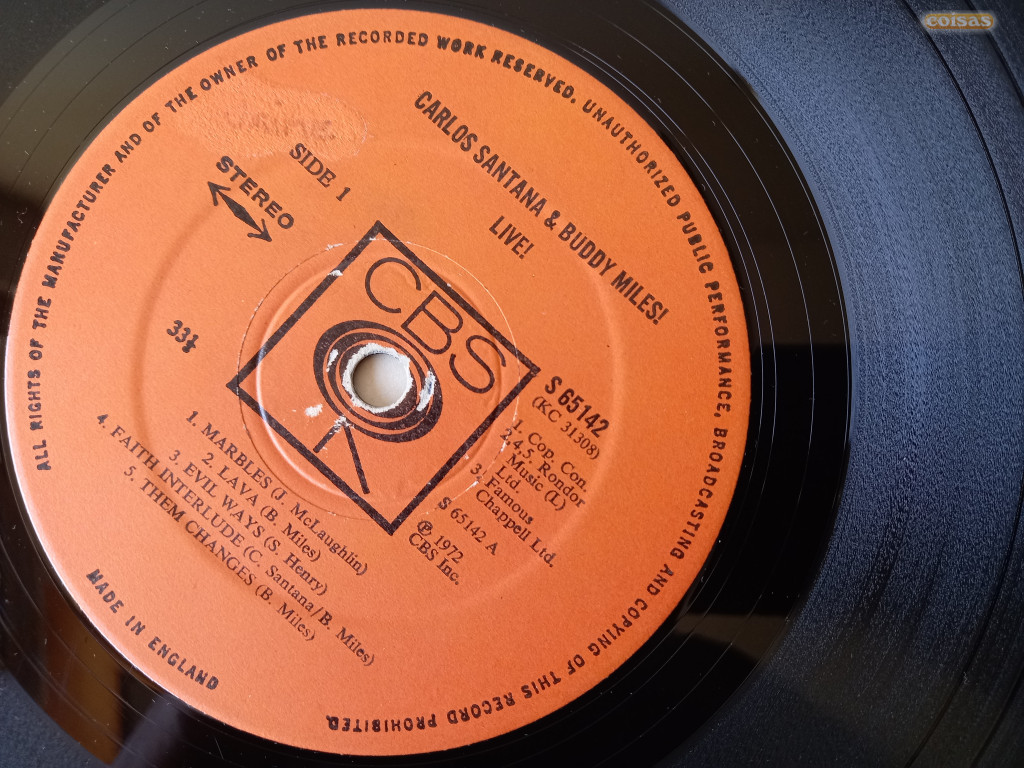 ALL RIGHTS OF THE MANUFACTURER AND OF THE OWNER OF THE RECORDED WORK RESERVED. UNAUTHORIZED PUBLIC PERFORMANCE, BROADCASTING AND COPYING OF THIS RECORD PROHIBITED.
CARLOS SANTANA & BUDDY MILES!
LIVE!
SIDE 1
STEREO
33⅓
CBS
S 65142
(KC 31308)
1. Cop. Con.
2.4.5. Rondor
Music (L)
Ltd.
3. Famous
Chappell Ltd.
S 65142 A
℗ 1972
CBS Inc.
1. MARBLES (J. McLaughlin)
2. LAVA (B. Miles)
3. EVIL WAYS (S. Henry)
4. FAITH INTERLUDE (C. Santana/B. Miles)
5. THEM CHANGES (B. Miles)
MADE IN ENGLAND
coisas